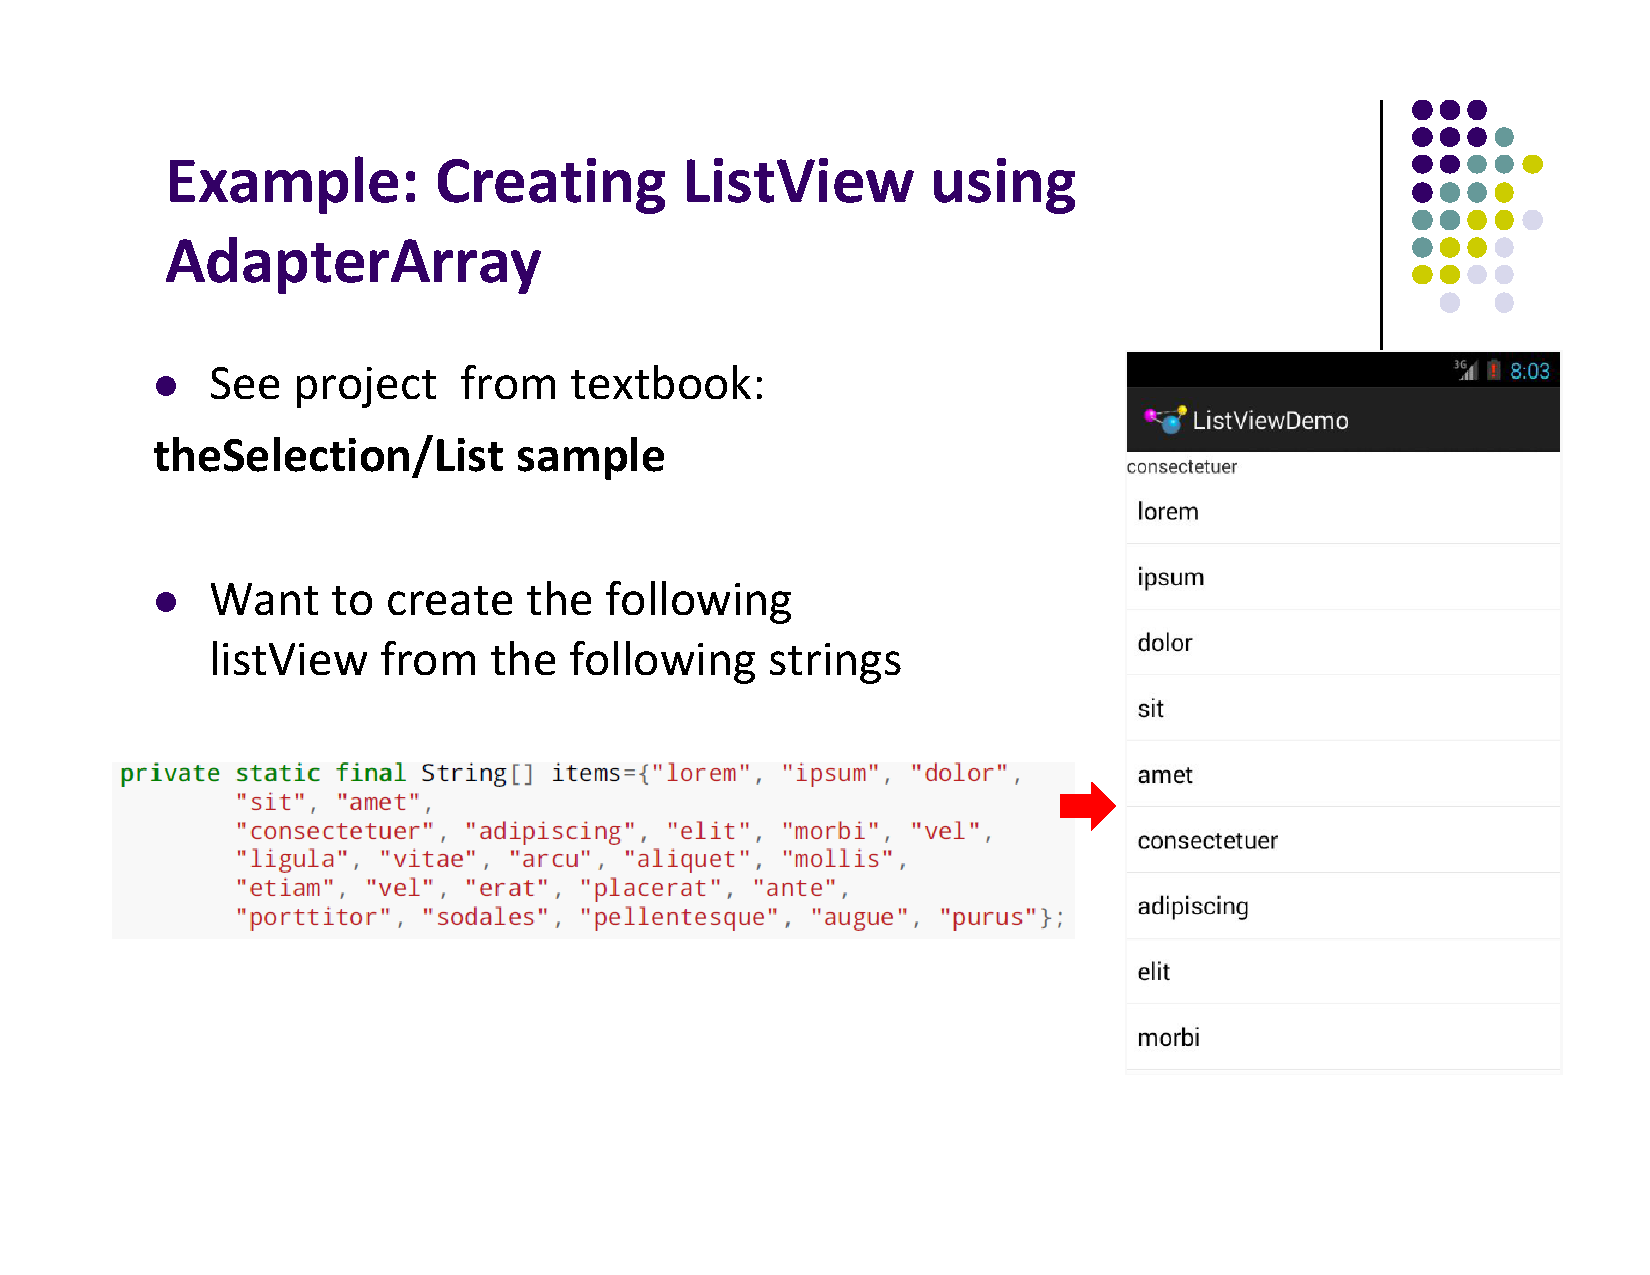 Example: Creating ListView using
AdapterArray
See project from textbook:
theSelection/List sample
Want to create the following
listView from the following strings
private static final String[] items={"lorem", "ipsum", "dolor",
"sit", "amet",
"consectetuer", "adipiscing", "elit", "morbi", "vel",
"ligula", "vitae", "arcu", "aliquet", "mollis",
"etiam", "vel", "erat", "placerat", "ante",
"porttitor", "sodales", "pellentesque", "augue", "purus"};
3G 8:03
ListViewDemo
consectetuer
lorem
ipsum
dolor
sit
amet
consectetuer
adipiscing
elit
morbi